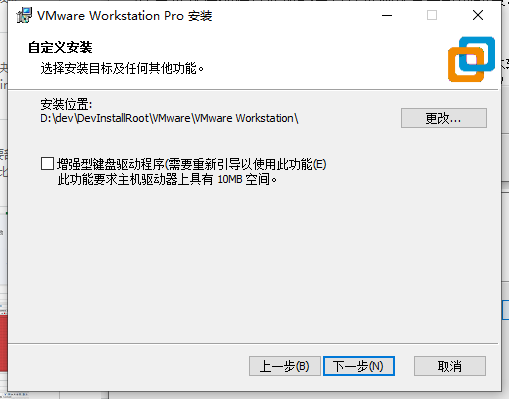 VMware Workstation Pro 安装
自定义安装
选择安装目标及任何其他功能。
安装位置:
D:\dev\DevInstallRoot\VMware\VMware Workstation\
更改...
增强型键盘驱动程序(需要重新引导以使用此功能(E)
此功能要求主机驱动器上具有 10MB 空间。
上一步(B)
下一步(N)
取消